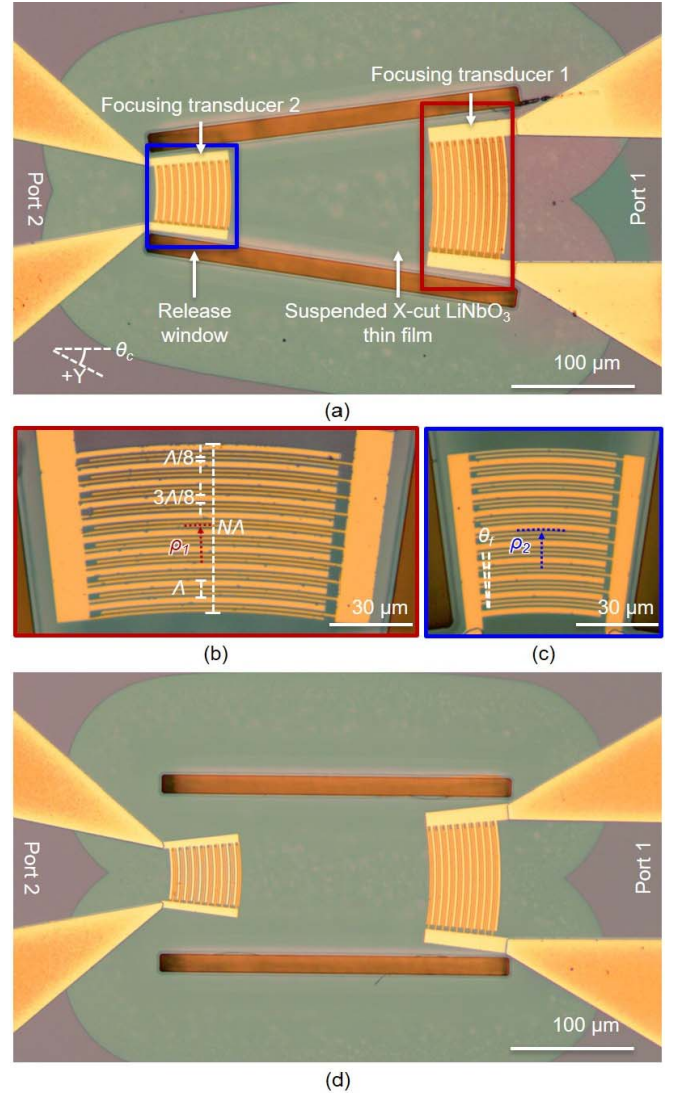 Focusing transducer 1
Focusing transducer 2
Port 2
Port 1
Release
window
Suspended X-cut LiNbO₃
thin film
θc
+Y
100 μm
(a)
Λ/8
3Λ/8
NΛ
ρ₁
Λ
30 μm
(b)
θt
ρ₂
30 μm
(c)
Port 2
Port 1
100 μm
(d)